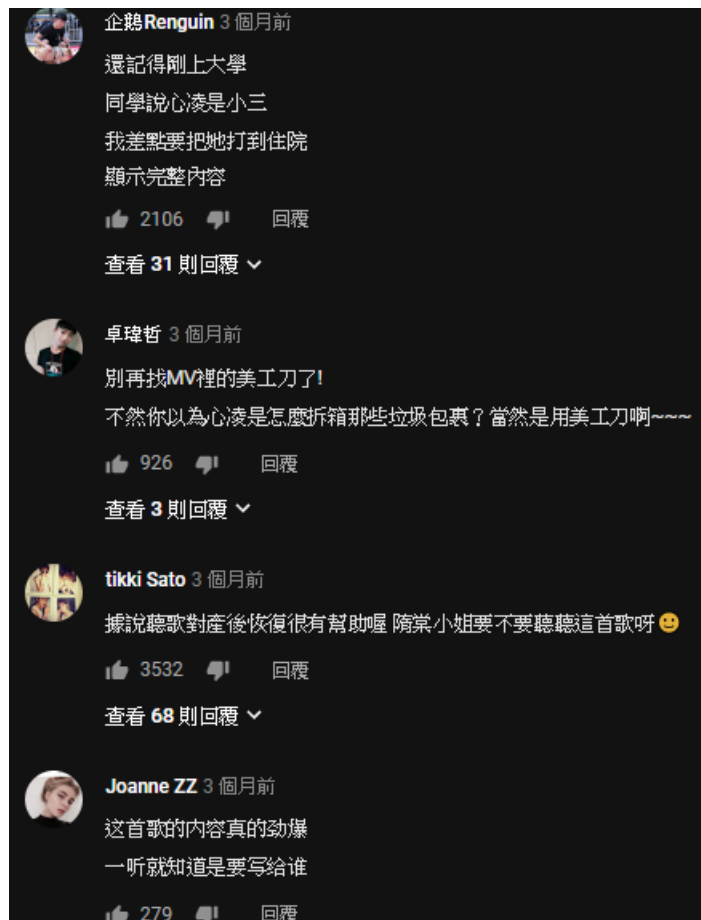 企鵝Renguin 3 個月前
還記得剛上大學
同學說心凌是小三
我差點要把她打到住院
顯示完整內容
2106 回覆
查看 31 則回覆
卓瑋哲 3 個月前
別再找MV裡的美工刀了!
不然你以為心凌是怎麼拆箱那些垃圾包裹？當然是用美工刀啊~~~
926 回覆
查看 3 則回覆
tikki Sato 3 個月前
據說聽歌對產後恢復很有幫助喔 隋棠小姐要不要聽聽這首歌呀🙂
3532 回覆
查看 68 則回覆
Joanne ZZ 3 個月前
这首歌的内容真的劲爆
一听就知道是要写给谁
279 回覆